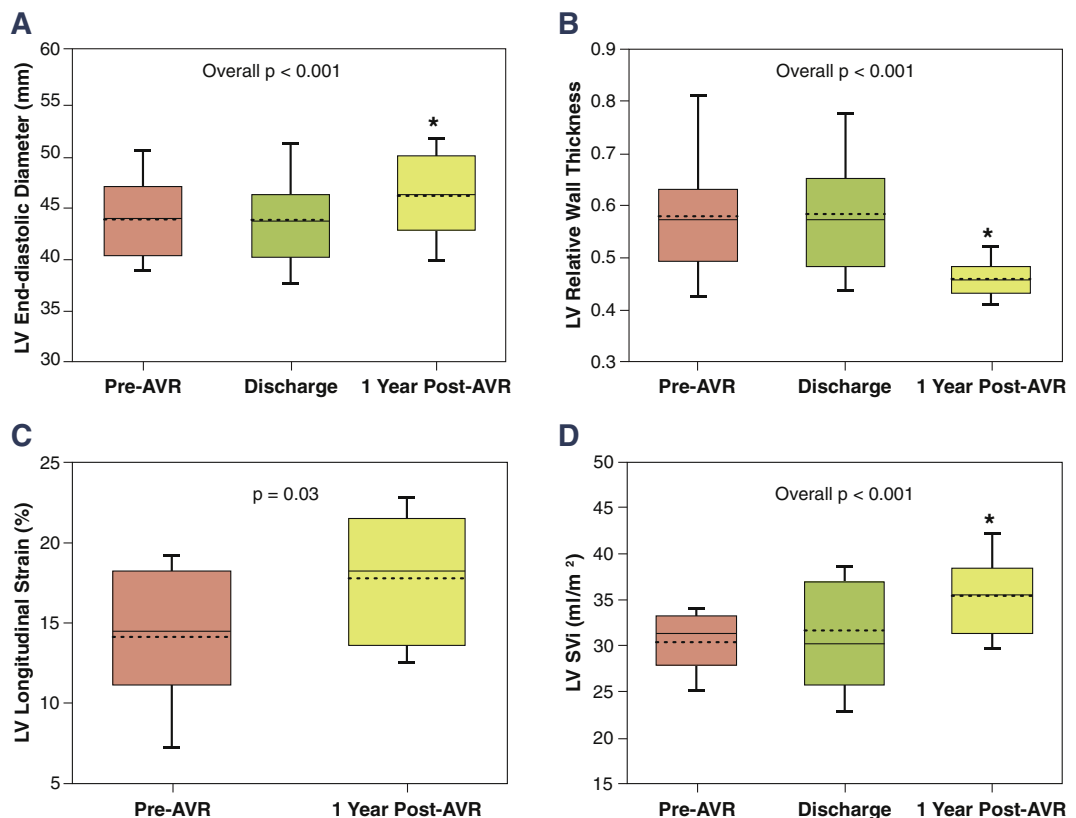 A
LV End-diastolic Diameter (mm)
60
55
50
45
40
35
30
Overall p < 0.001
*
Pre-AVR
Discharge
1 Year Post-AVR
B
LV Relative Wall Thickness
0.9
0.8
0.7
0.6
0.5
0.4
0.3
Overall p < 0.001
*
Pre-AVR
Discharge
1 Year Post-AVR
C
LV Longitudinal Strain (%)
25
20
15
10
5
p = 0.03
Pre-AVR
1 Year Post-AVR
D
LV SVi (ml/m ²)
50
45
40
35
30
25
20
15
Overall p < 0.001
*
Pre-AVR
Discharge
1 Year Post-AVR